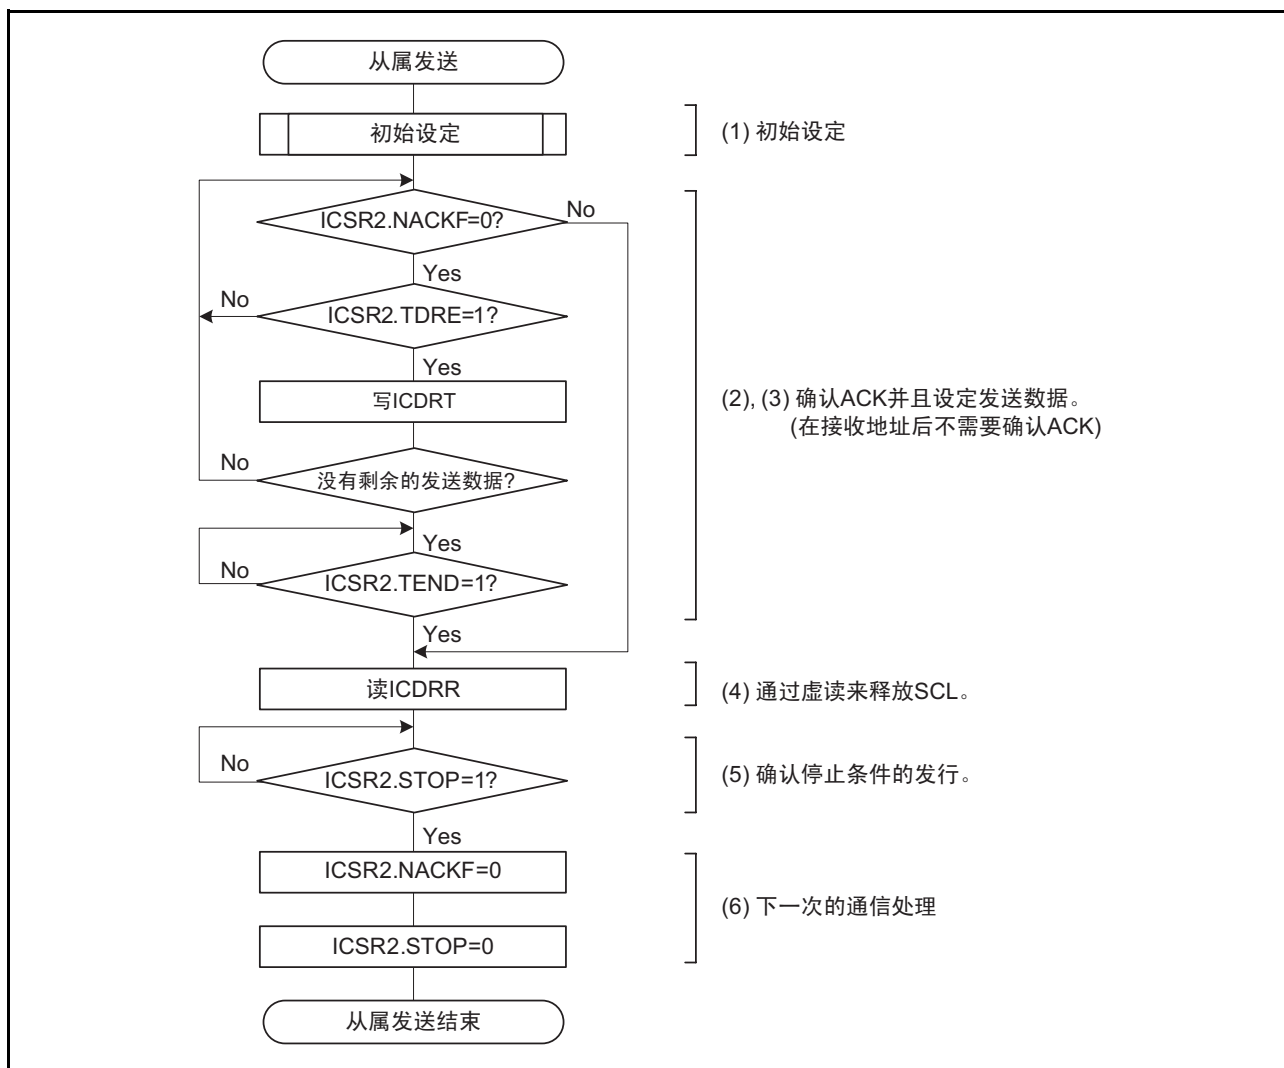 从属发送
初始设定
(1) 初始设定
ICSR2.NACKF=0?
No
Yes
No
ICSR2.TDRE=1?
Yes
写ICDRT
(2), (3) 确认ACK并且设定发送数据。
(在接收地址后不需要确认ACK)
No
没有剩余的发送数据?
Yes
No
ICSR2.TEND=1?
Yes
读ICDRR
(4) 通过虚读来释放SCL。
No
ICSR2.STOP=1?
(5) 确认停止条件的发行。
Yes
ICSR2.NACKF=0
(6) 下一次的通信处理
ICSR2.STOP=0
从属发送结束